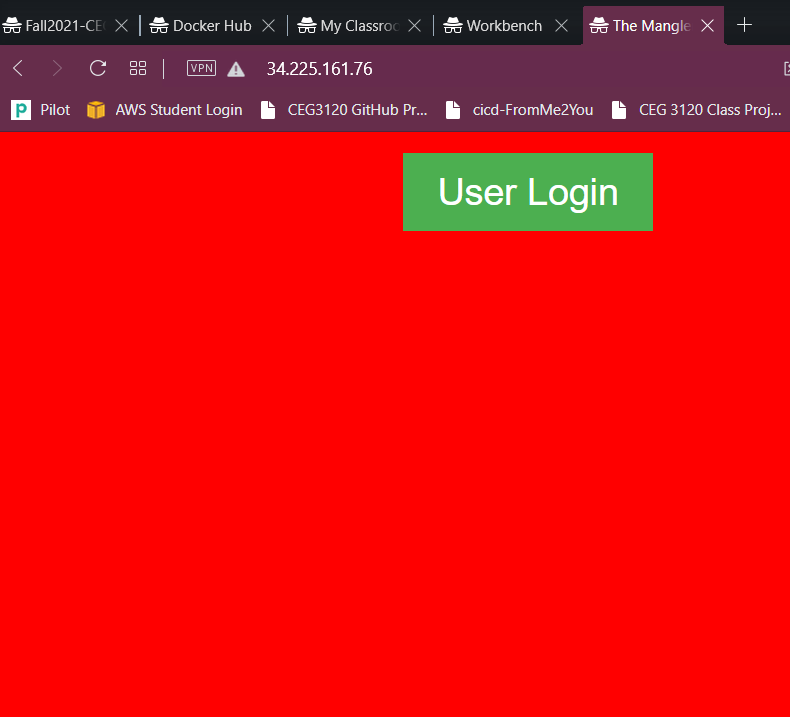 Fall2021-CE Docker Hub My Classroo Workbench The Mangle
VPN 34.225.161.76
Pilot AWS Student Login CEG3120 GitHub Pr... cicd-FromMe2You CEG 3120 Class Proj...
User Login